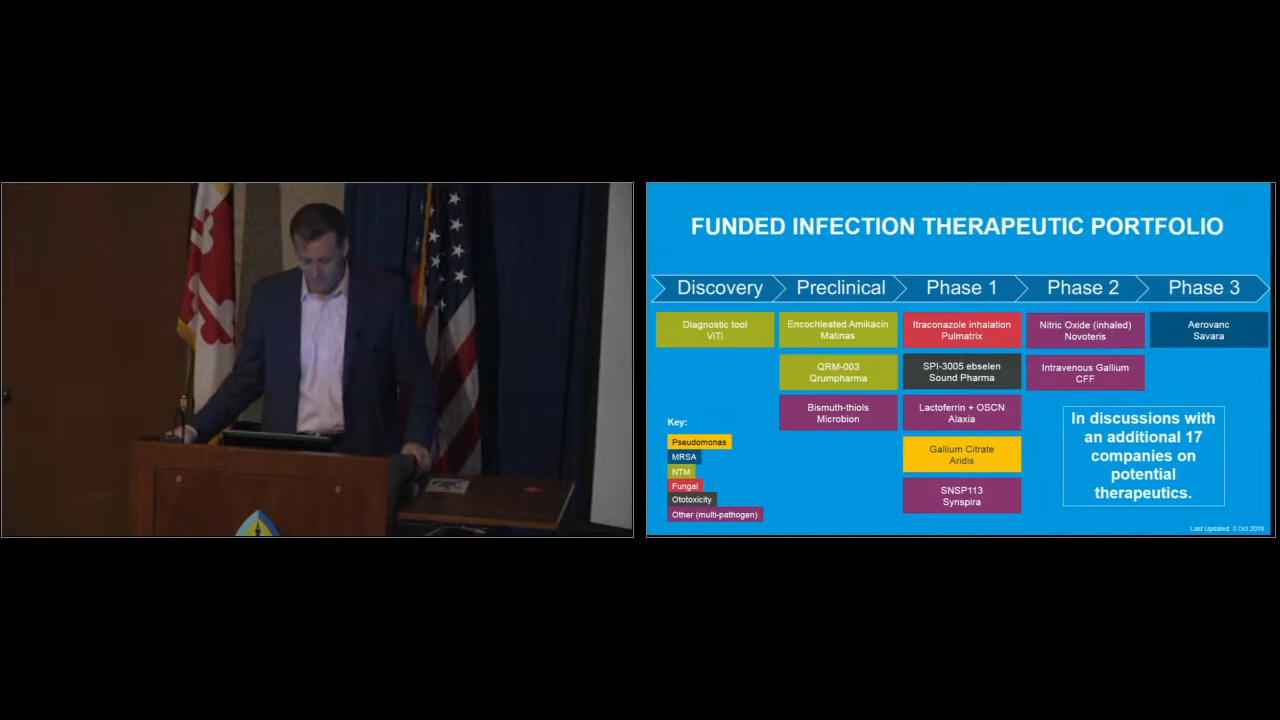 FUNDED INFECTION THERAPEUTIC PORTFOLIO
Discovery
Preclinical
Phase 1
Phase 2
Phase 3
Diagnostic tool
ViTi
Encochleated Amikacin
Matinas
Itraconazole inhalation
Pulmatrix
Nitric Oxide (inhaled)
Novoteris
Aerovanc
Savara
QRM-003
Qrumpharma
SPI-3005 ebselen
Sound Pharma
Intravenous Gallium
CFF
Bismuth-thiols
Microbion
Lactoferrin + OSCN
Alaxia
Gallium Citrate
Aridis
SNSP113
Synspira
In discussions with
an additional 17
companies on
potential
therapeutics.
Key:
Pseudomonas
MRSA
NTM
Fungal
Ototoxicity
Other (multi-pathogen)
Last Updated: 3 Oct 2018